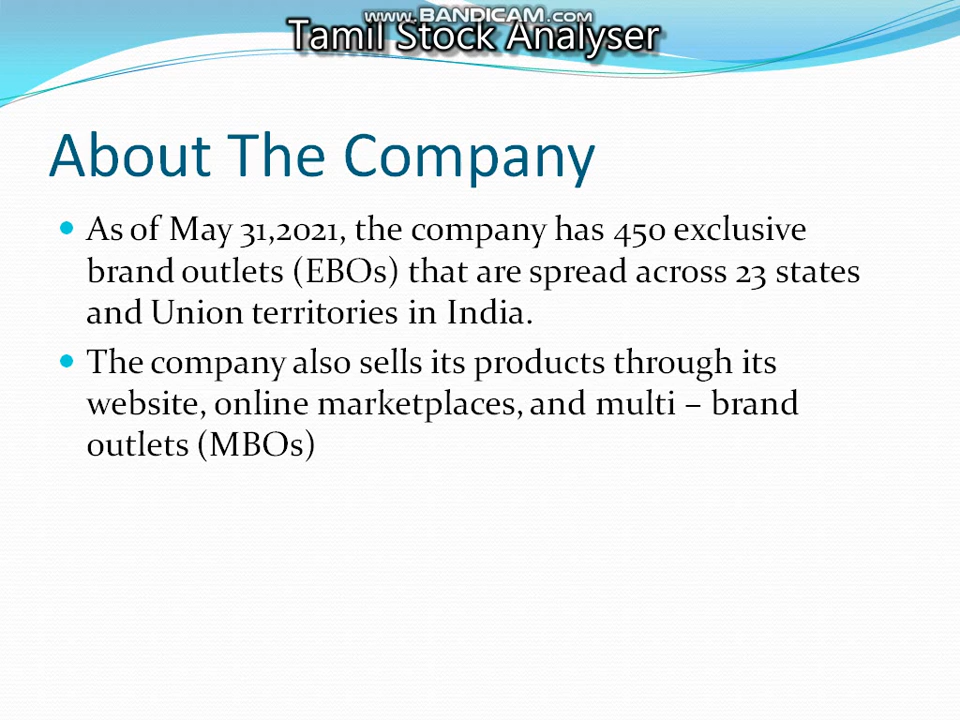 www.BANDICAM.com
Tamil Stock Analyser
About The Company
As of May 31,2021, the company has 450 exclusive
brand outlets (EBOs) that are spread across 23 states
and Union territories in India.
The company also sells its products through its
website, online marketplaces, and multi – brand
outlets (MBOs)